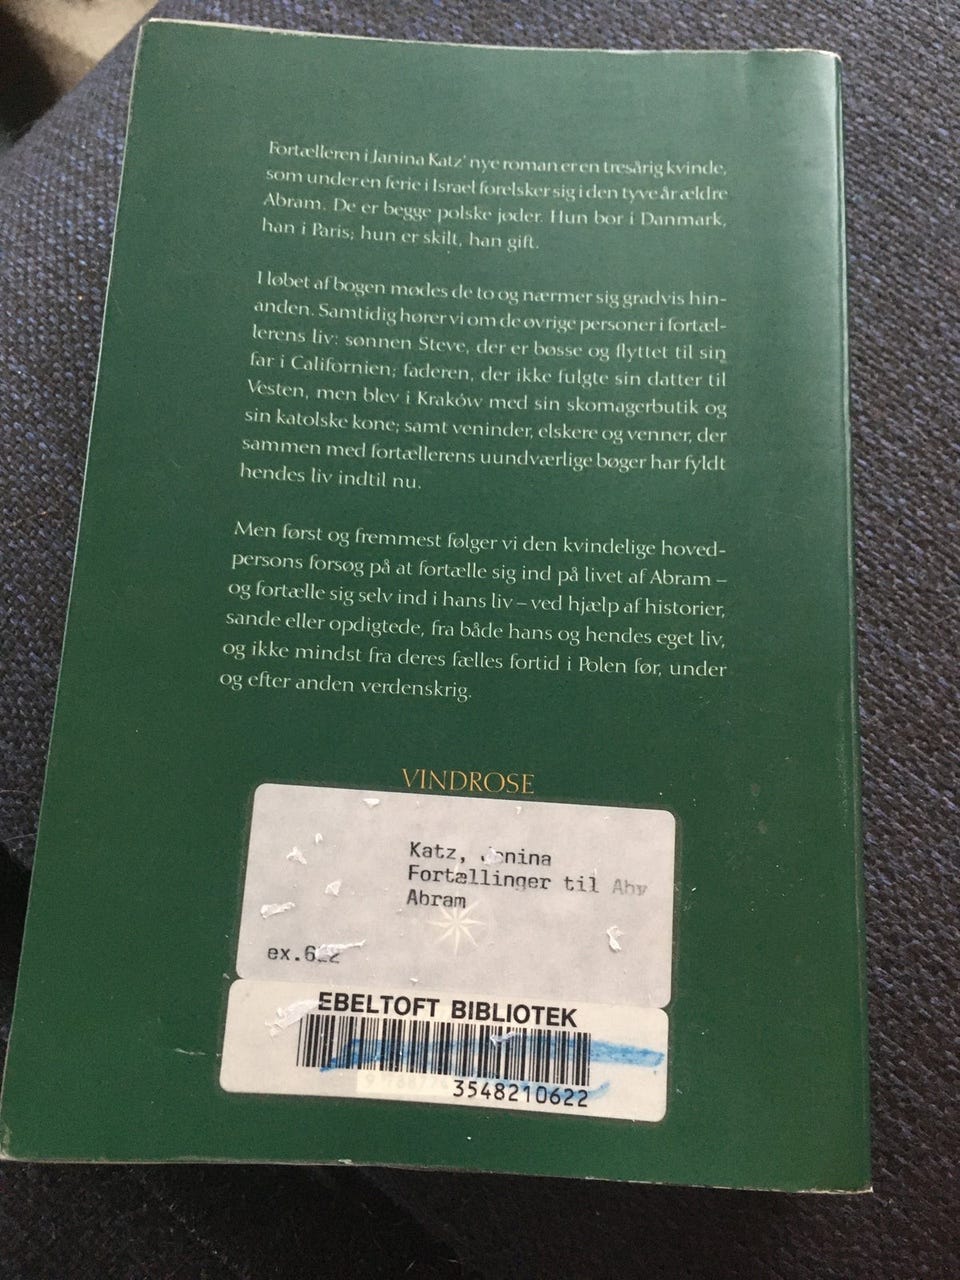 Fortælleren i Janina Katz' nye roman er en tresårig kvinde,
som under en ferie i Israel forelsker sig i den tyve år ældre
Abram. De er begge polske jøder. Hun bor i Danmark,
han i Paris; hun er skilt, han gift.
I løbet af bogen mødes de to og nærmer sig gradvis hin-
anden. Samtidig hører vi om de øvrige personer i fortæl-
lerens liv: sønnen Steve, der er bøsse og flyttet til sin
far i Californien; faderen, der ikke fulgte sin datter til
Vesten, men blev i Kraków med sin skomagerbutik og
sin katolske kone; samt veninder, elskere og venner, der
sammen med fortællerens uundværlige bøger har fyldt
hendes liv indtil nu.
Men først og fremmest følger vi den kvindelige hoved-
persons forsøg på at fortælle sig ind på livet af Abram –
og fortælle sig selv ind i hans liv – ved hjælp af historier,
sande eller opdigtede, fra både hans og hendes eget liv,
og ikke mindst fra deres fælles fortid i Polen før, under
og efter anden verdenskrig.
VINDROSE
Katz, Janina
Fortællinger til Aby
Abram
EBELTOFT BIBLIOTEK
3548210622